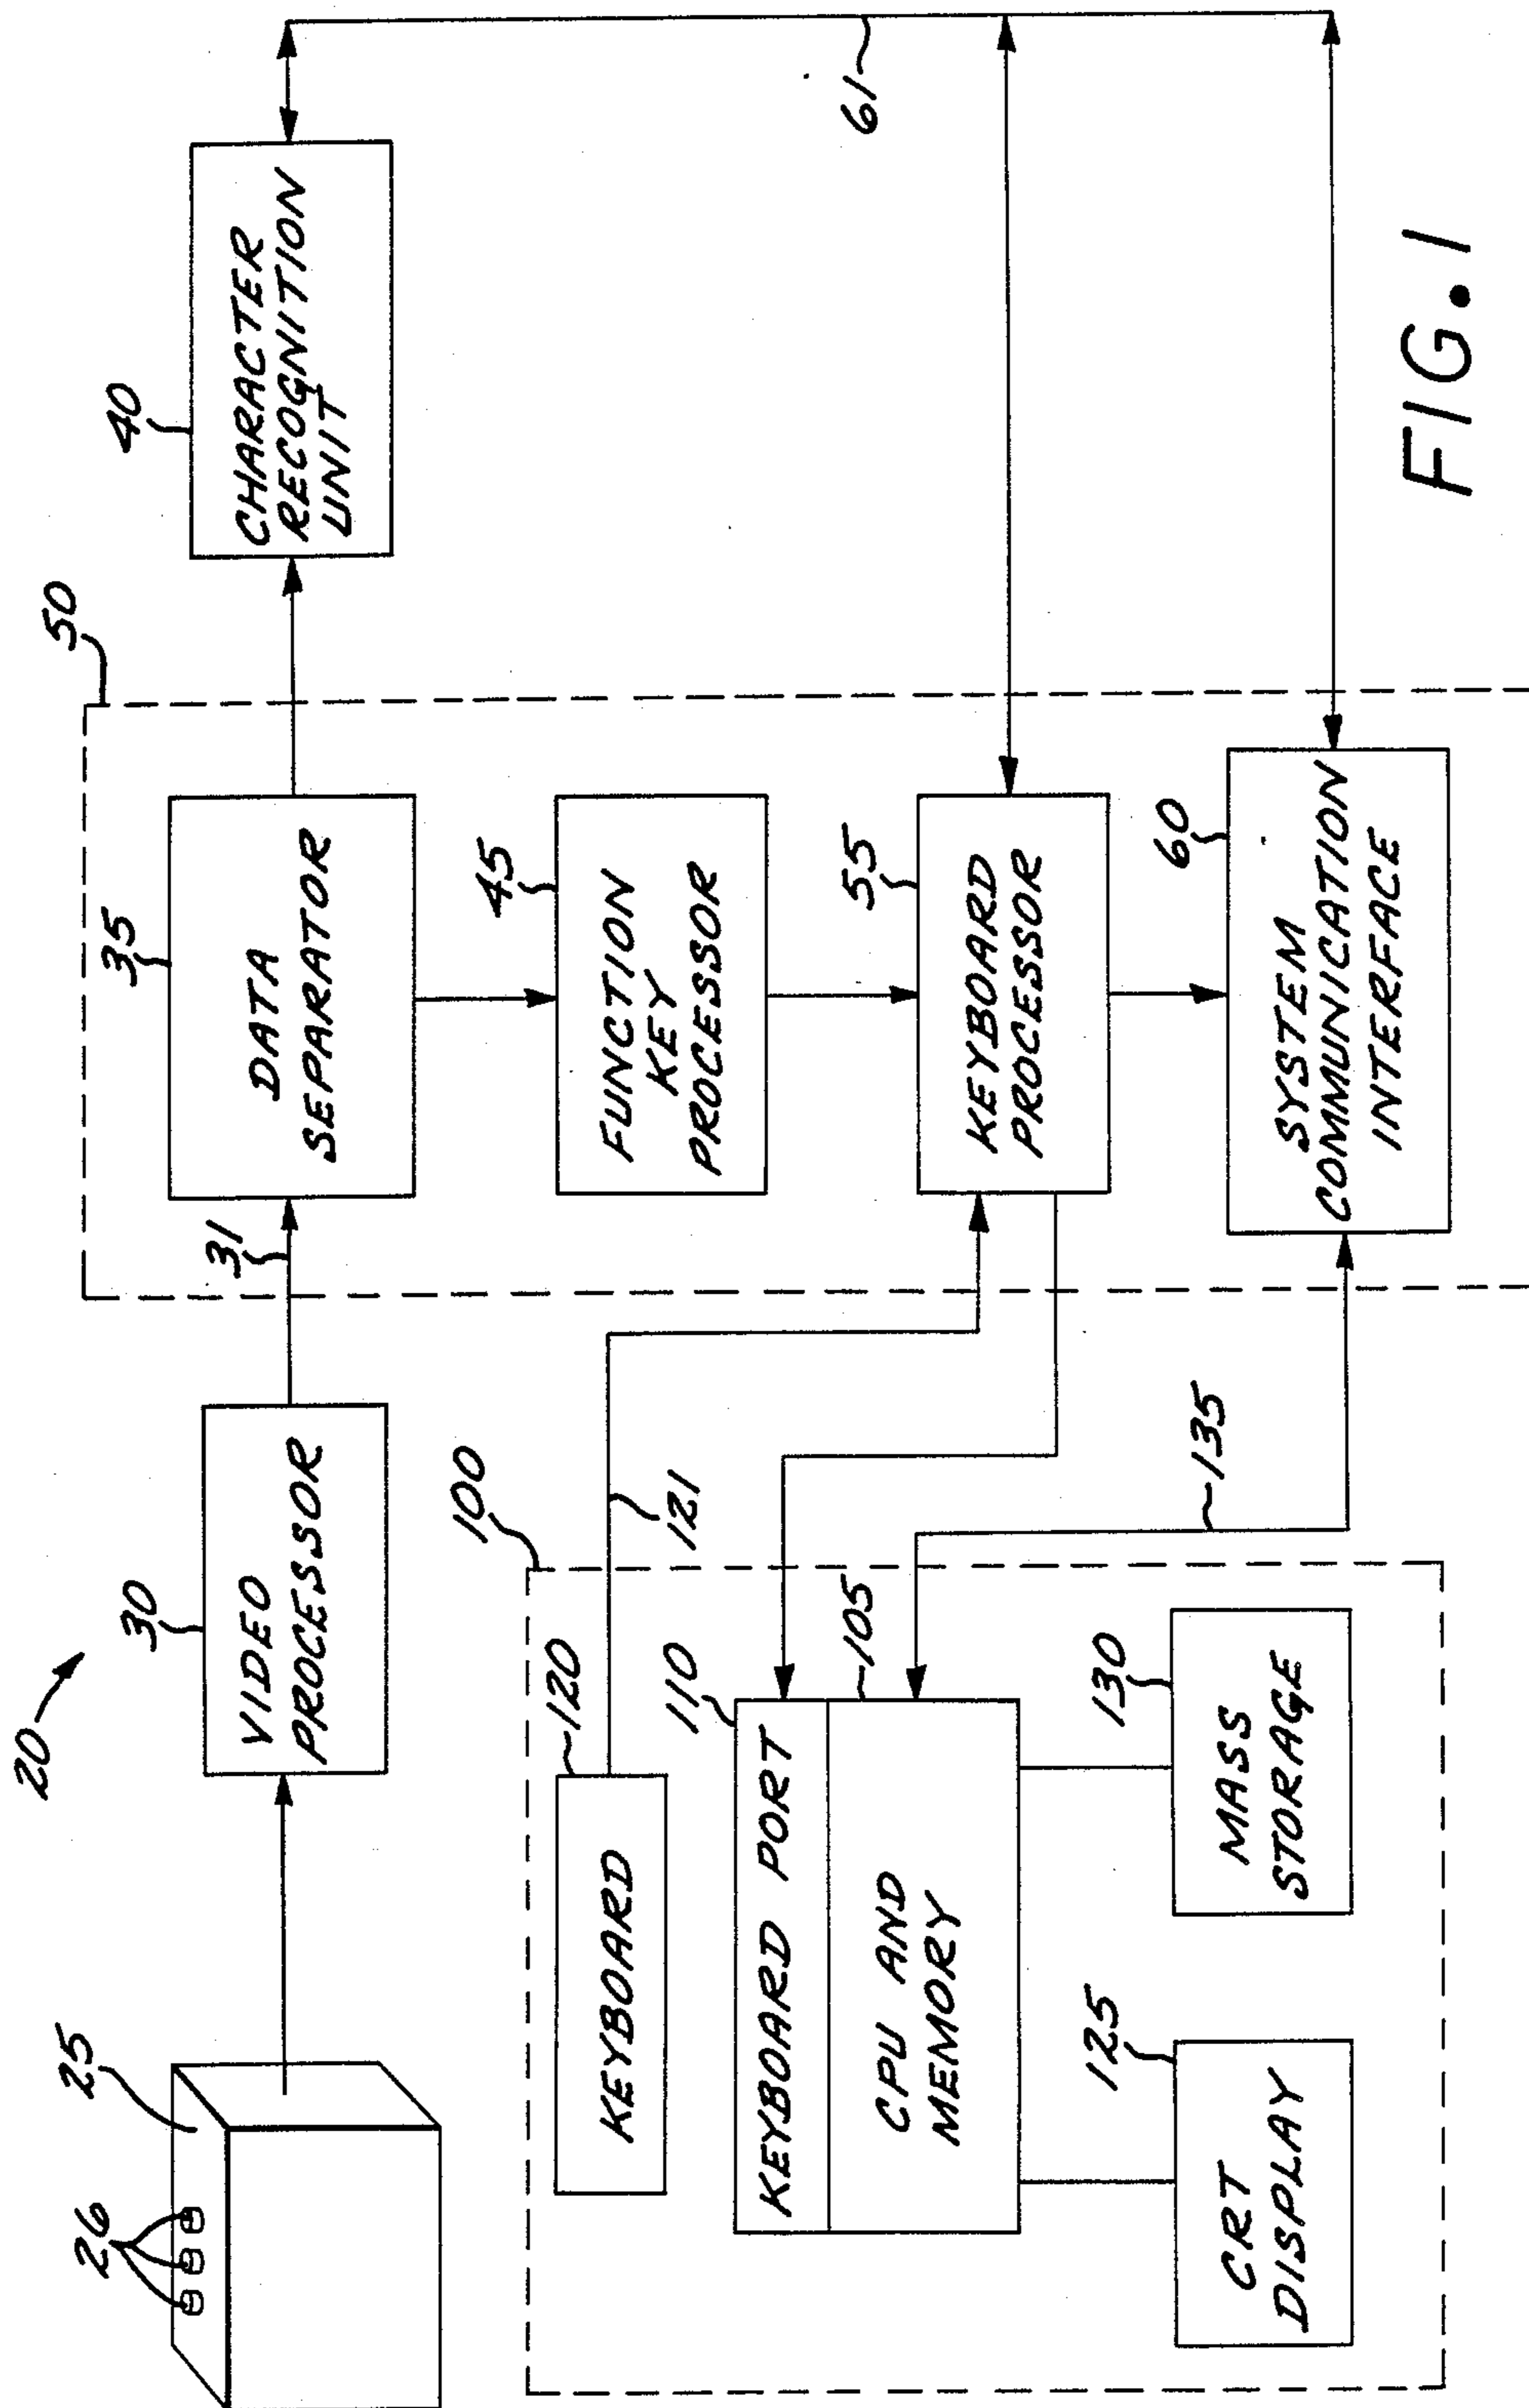 20
25
26
30
VIDEO
PROCESSOR
31
50
35
DATA
SEPARATOR
40
CHARACTER
RECOGNITION
UNIT
45
FUNCTION
KEY
PROCESSOR
55
KEYBOARD
PROCESSOR
60
SYSTEM
COMMUNICATION
INTERFACE
61
100
120
KEYBOARD
121
110
KEYBOARD PORT
105
CPU AND
MEMORY
125
CRT
DISPLAY
130
MASS
STORAGE
135
FIG. 1